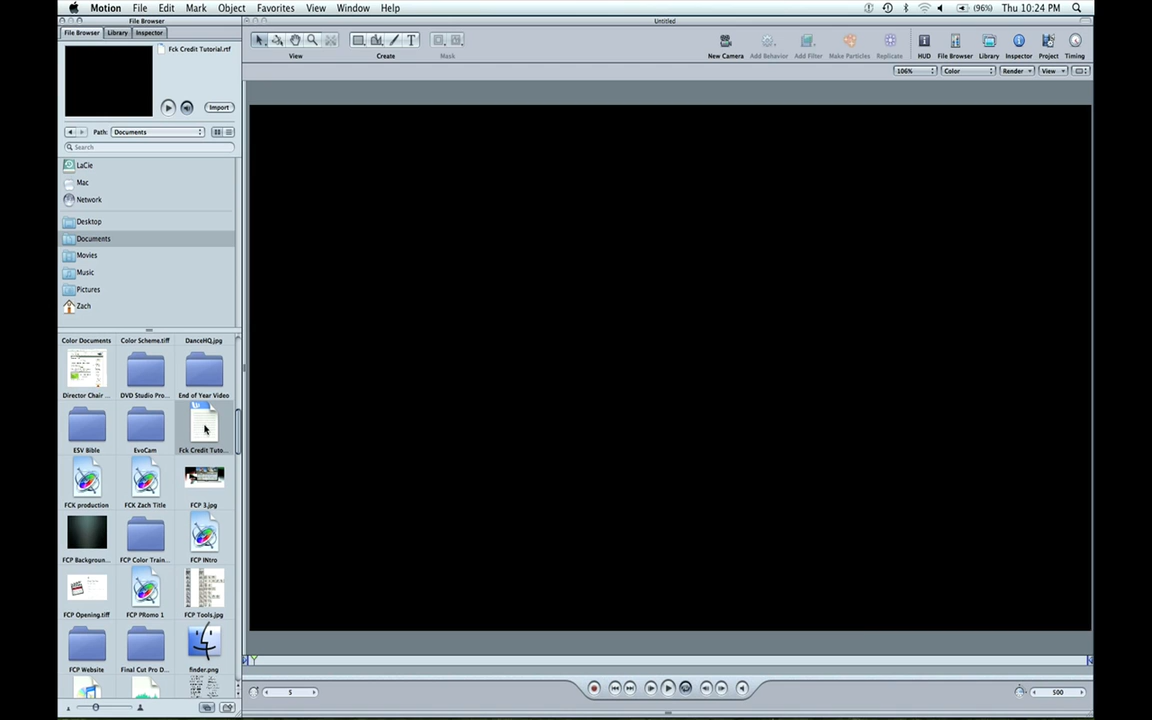 Motion File Edit Mark Object Favorites View Window Help (96%) Thu 10:24 PM
File Browser
Untitled
File Browser Library Inspector
Fck Credit Tutorial.rtf
Import
Path: Documents
Search
LaCie
Mac
Network
Desktop
Documents
Movies
Music
Pictures
Zach
Color Documents Color Scheme.tiff DanceHQ.jpg
Director Chair ... DVD Studio Pro... End of Year Video
ESV Bible EvoCam Fck Credit Tuto...
FCK production FCK Zach Title FCP 3.jpg
FCP Backgroun... FCP Color Train... FCP INtro
FCP Opening.tiff FCP PRomo 1 FCP Tools.jpg
FCP Website Final Cut Pro D... finder.png
T
View Create Mask
New Camera Add Behavior Add Filter Make Particles Replicate HUD File Browser Library Inspector Project Timing
106% Color Render View
5
500